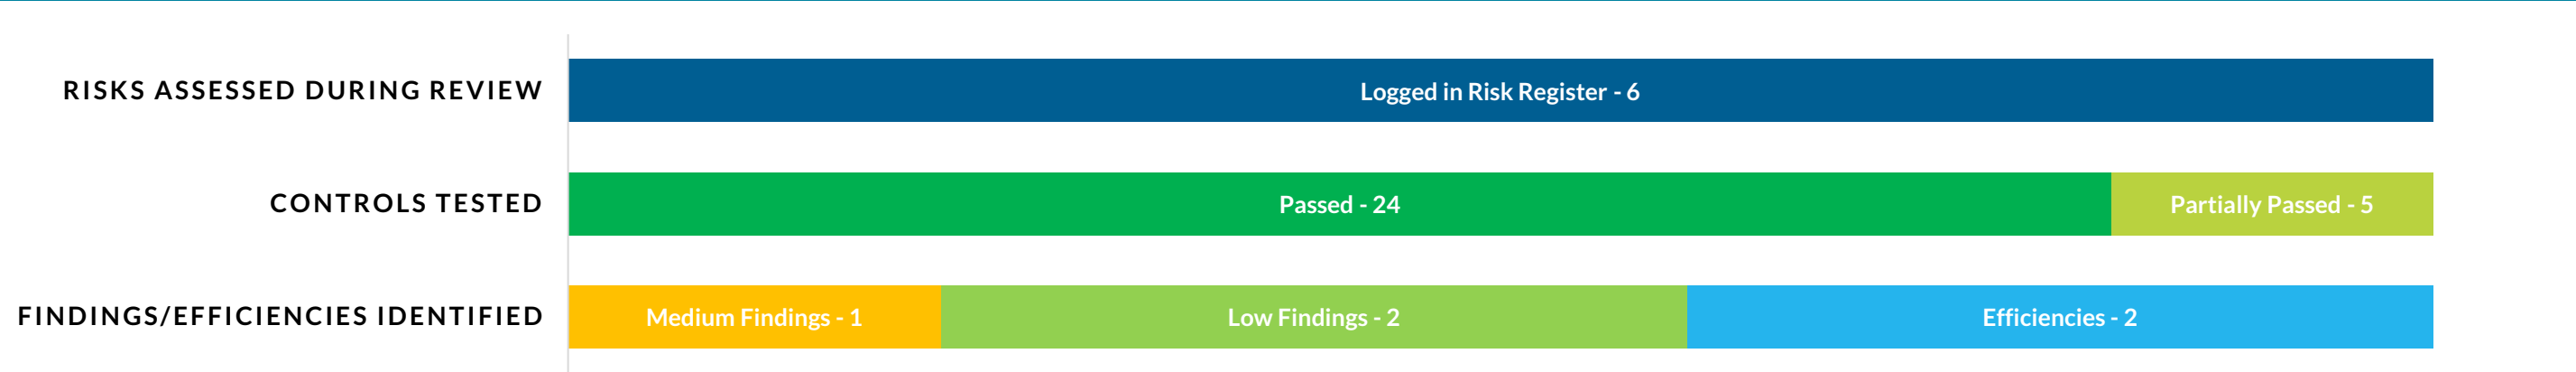 RISKS ASSESSED DURING REVIEW
Logged in Risk Register - 6
CONTROLS TESTED
Passed - 24
Partially Passed - 5
FINDINGS/EFFICIENCIES IDENTIFIED
Medium Findings - 1
Low Findings - 2
Efficiencies - 2